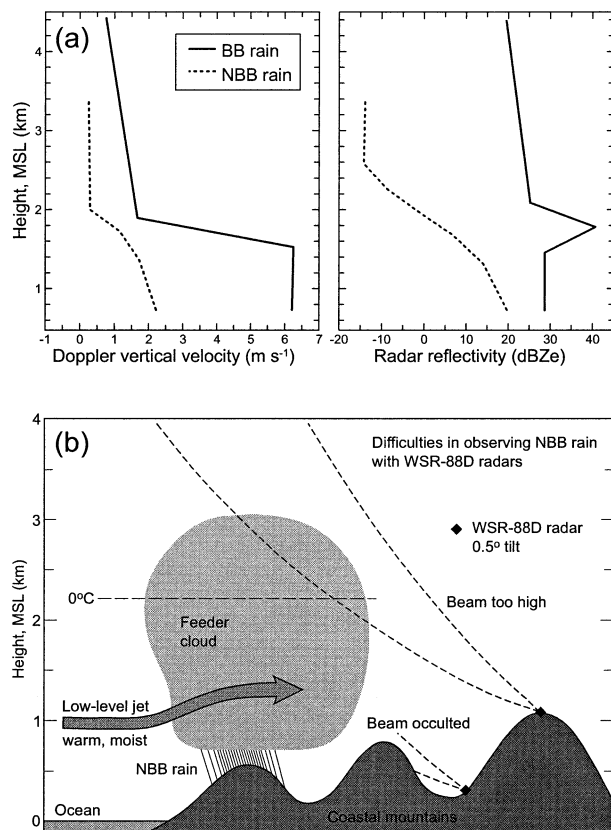 (a)
BB rain
NBB rain
4
3
2
1
Height, MSL (km)
-1 0 1 2 3 4 5 6 7
Doppler vertical velocity (m s⁻¹)
-20 -10 0 10 20 30 40
Radar reflectivity (dBZe)
(b)
Difficulties in observing NBB rain
with WSR-88D radars
WSR-88D radar
0.5º tilt
4
3
2
1
0
Height, MSL (km)
0ºC
Feeder
cloud
Beam too high
Low-level jet
warm, moist
Beam occulted
NBB rain
Ocean
Coastal mountains